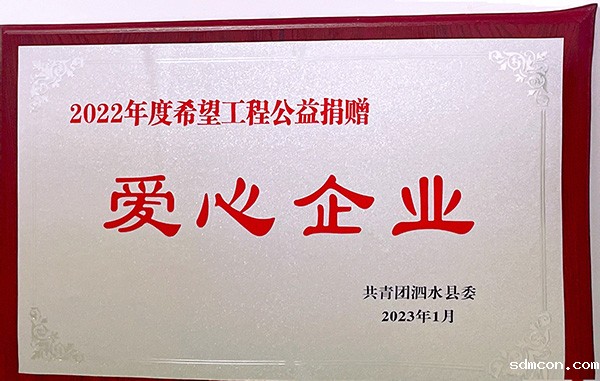 2022年度希望工程公益捐赠
爱心企业
共青团泗水县委
2023年1月
sdmcon.com